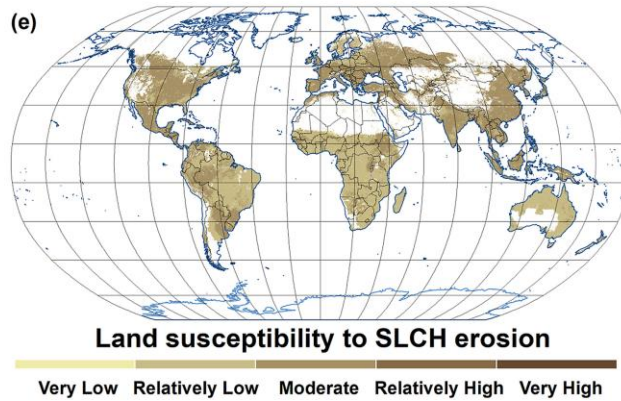 (e)
Land susceptibility to SLCH erosion
Very Low Relatively Low Moderate Relatively High Very High